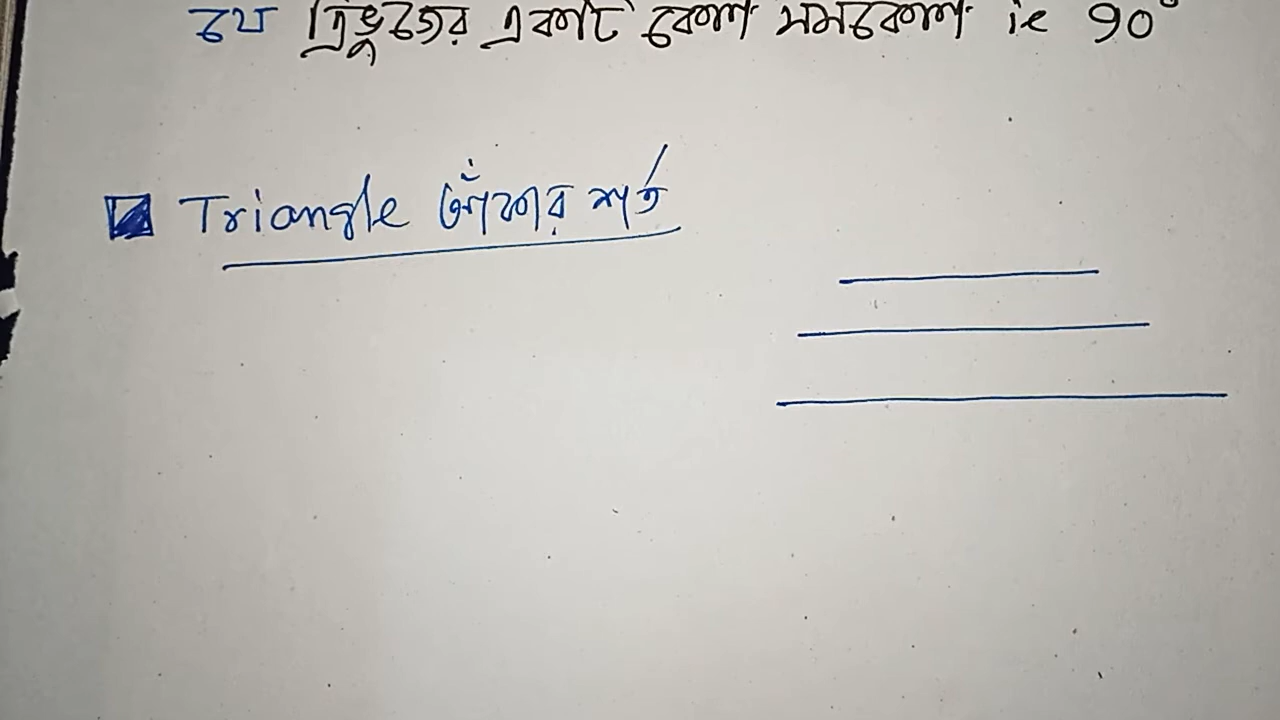 যে ত্রিভুজের একটি কোণ সমকোণ ie 90°
Triangle আঁকার শর্ত